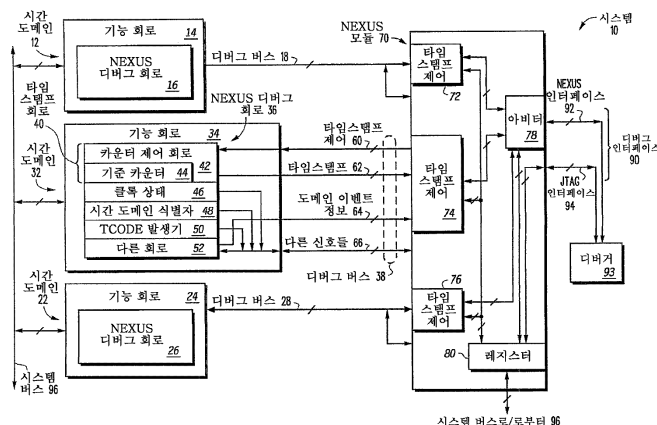 시스템
10
시간
도메인
12
기능 회로 14
NEXUS
디버그 회로
16
디버그 버스 18
NEXUS
모듈 70
타임
스탬프
제어
72
타임
스탬프
회로
40
NEXUS 디버그
회로 36
기능 회로 34
카운터 제어 회로
42
기준 카운터 44
클록 상태 46
시간 도메인 식별자 48
TCODE 발생기 50
다른 회로 52
시간
도메인
32
타임스탬프
제어 60
타임스탬프 62
도메인 이벤트
정보 64
다른 신호들 66
디버그
버스 38
타임
스탬프
제어
74
아비터
78
NEXUS
인터페이스
92
디버그
인터페이스
90
JTAG
인터페이스
94
디버거
93
시간
도메인
22
기능 회로 24
NEXUS
디버그 회로
26
디버그 버스 28
76
타임
스탬프
제어
80
레지스터
시스템
버스 96
시스템 버스로/로부터 96